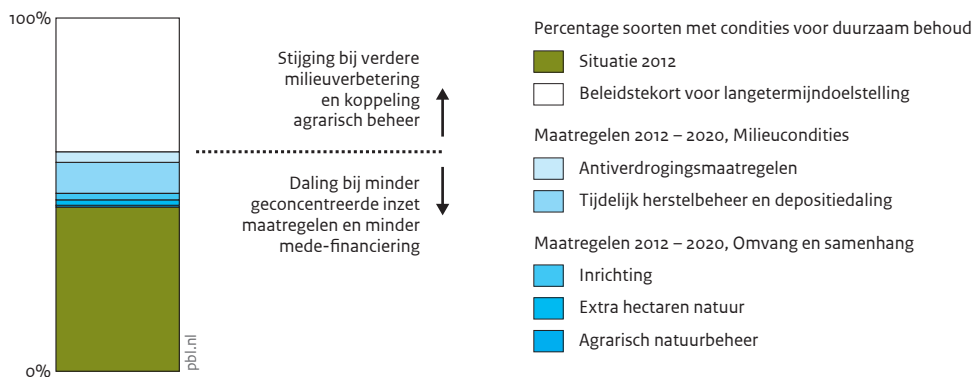 100%
Stijging bij verdere
milieuverbetering
en koppeling
agrarisch beheer
Daling bij minder
geconcentreerde inzet
maatregelen en minder
mede-financiering
0%
pbl.nl
Percentage soorten met condities voor duurzaam behoud
Situatie 2012
Beleidstekort voor langetermijndoelstelling
Maatregelen 2012 – 2020, Milieucondities
Antiverdrogingsmaatregelen
Tijdelijk herstelbeheer en depositiedaling
Maatregelen 2012 – 2020, Omvang en samenhang
Inrichting
Extra hectaren natuur
Agrarisch natuurbeheer